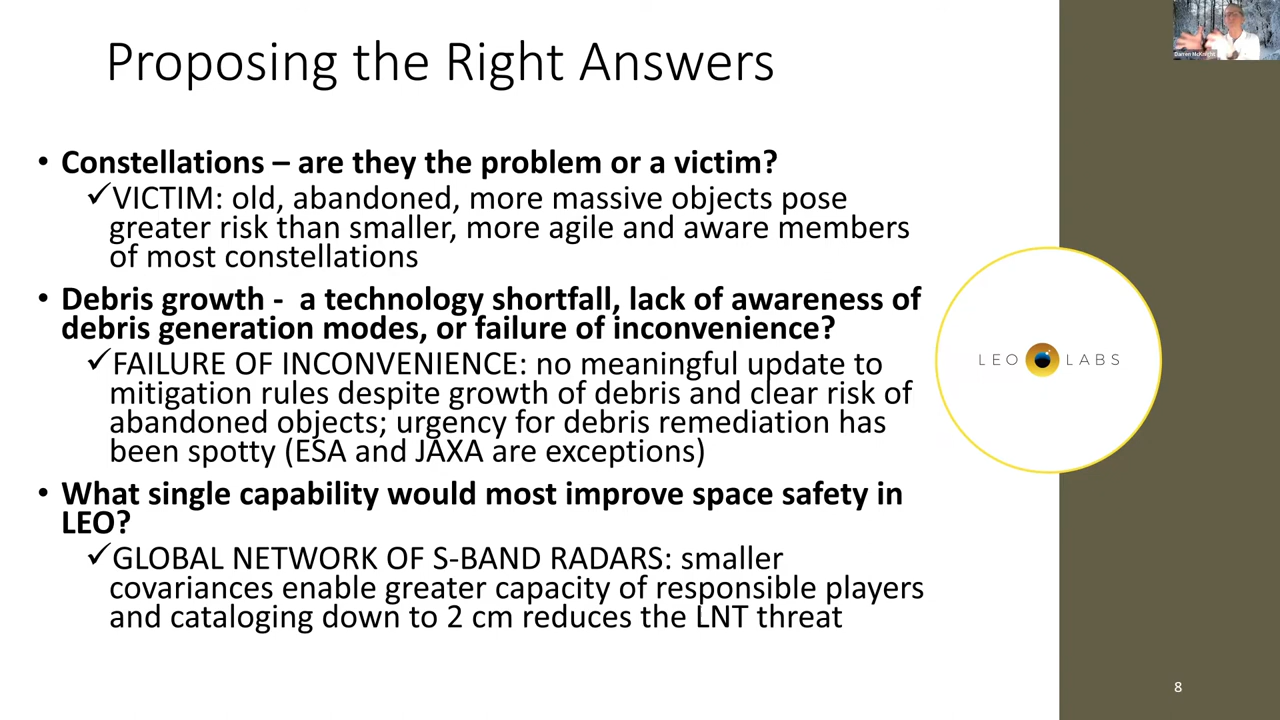 Proposing the Right Answers
• Constellations – are they the problem or a victim?
✓VICTIM: old, abandoned, more massive objects pose
greater risk than smaller, more agile and aware members
of most constellations
• Debris growth -  a technology shortfall, lack of awareness of
debris generation modes, or failure of inconvenience?
✓FAILURE OF INCONVENIENCE: no meaningful update to
mitigation rules despite growth of debris and clear risk of
abandoned objects; urgency for debris remediation has
been spotty (ESA and JAXA are exceptions)
• What single capability would most improve space safety in
LEO?
✓GLOBAL NETWORK OF S-BAND RADARS: smaller
covariances enable greater capacity of responsible players
and cataloging down to 2 cm reduces the LNT threat
LEO LABS
Darren McKnight
8